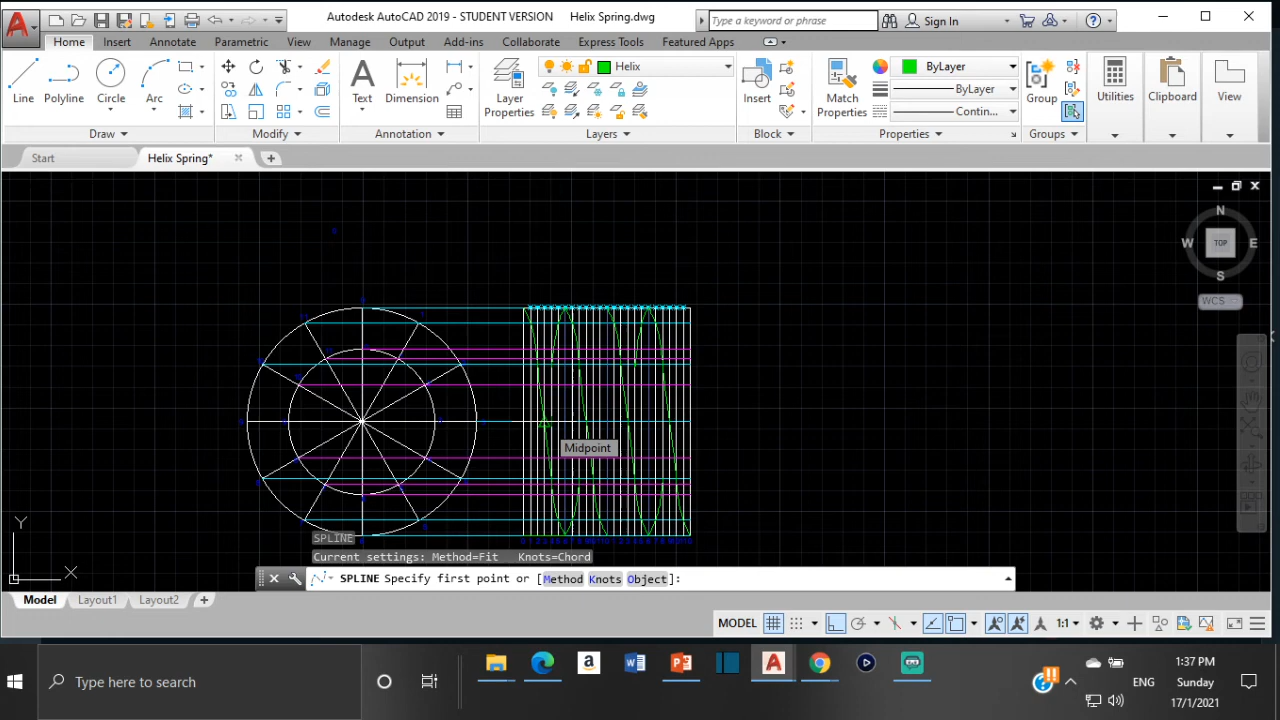 Autodesk AutoCAD 2019 - STUDENT VERSION Helix Spring.dwg
Type a keyword or phrase
Sign In
Home Insert Annotate Parametric View Manage Output Add-ins Collaborate Express Tools Featured Apps
Line Polyline Circle Arc
Text Dimension
Layer Properties
Helix
Insert
Match Properties
ByLayer
ByLayer
Contin...
Group
Utilities
Clipboard
View
Draw Modify Annotation Layers Block Properties Groups
Start
Helix Spring*
N
W TOP E
S
WCS
Midpoint
Y
X
SPLINE
Current settings: Method=Fit Knots=Chord
SPLINE Specify first point or [Method Knots Object]:
Model Layout1 Layout2
MODEL
1:1
Type here to search
ENG
1:37 PM
Sunday
17/1/2021